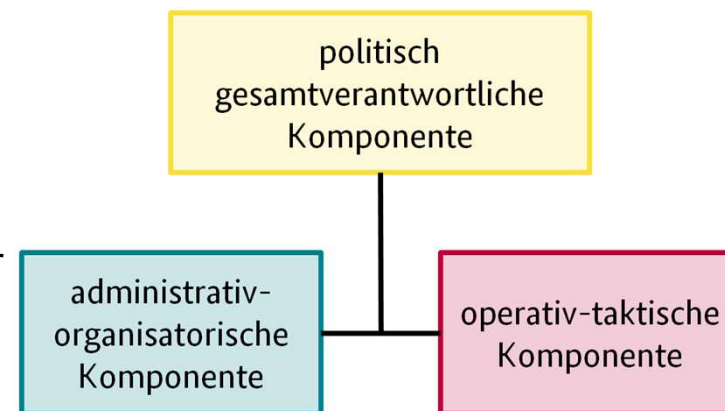 politisch
gesamtverantwortliche
Komponente
administrativ-
organisatorische
Komponente
operativ-taktische
Komponente